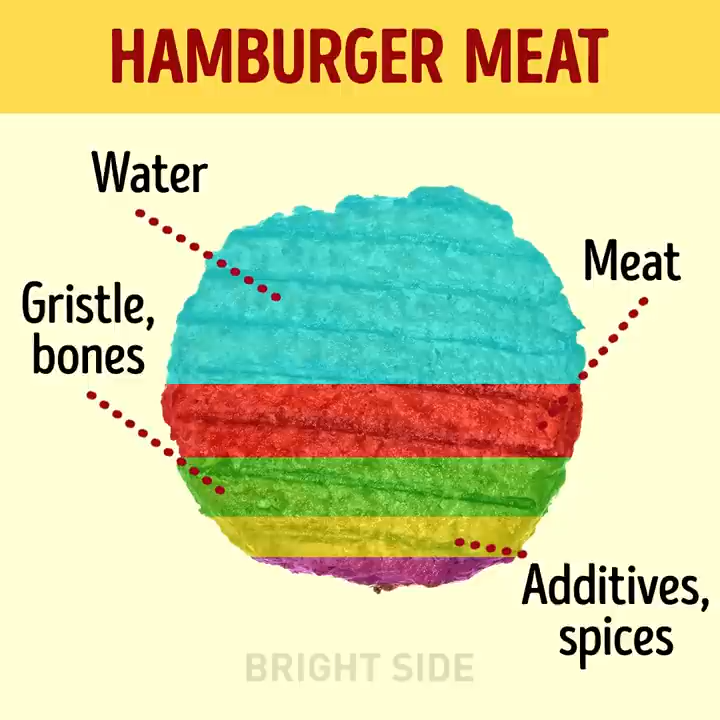 HAMBURGER MEAT
Water
Meat
Gristle,
bones
Additives,
spices
BRIGHT SIDE